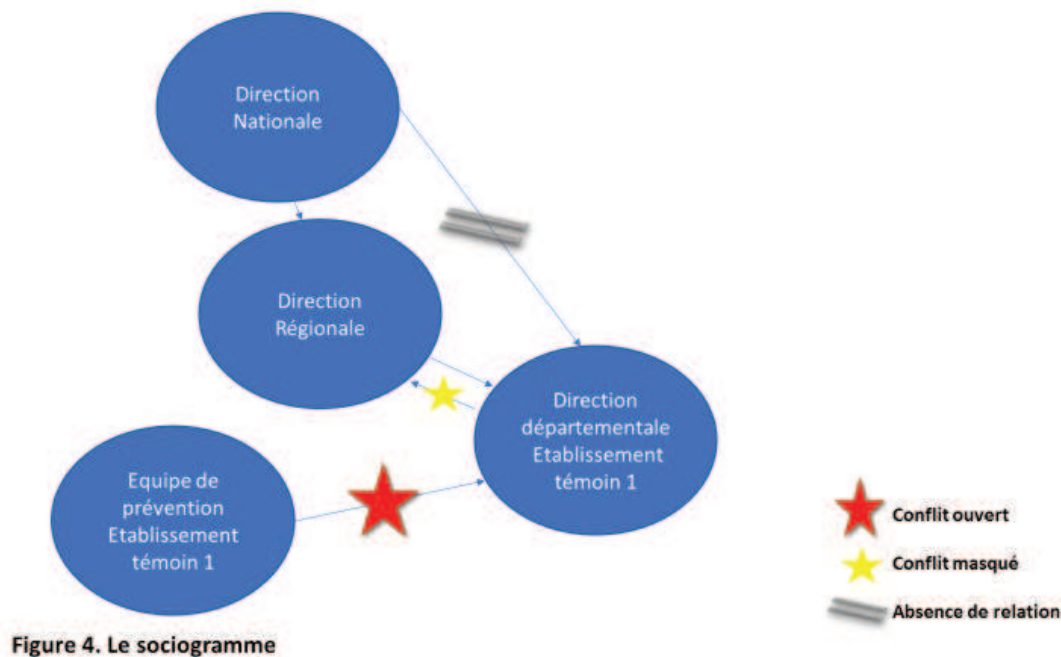 Direction
Nationale
Direction
Régionale
Direction
départementale
Etablissement
témoin 1
Equipe de
prévention
Etablissement
témoin 1
Conflit ouvert
Conflit masqué
Absence de relation
Figure 4. Le sociogramme